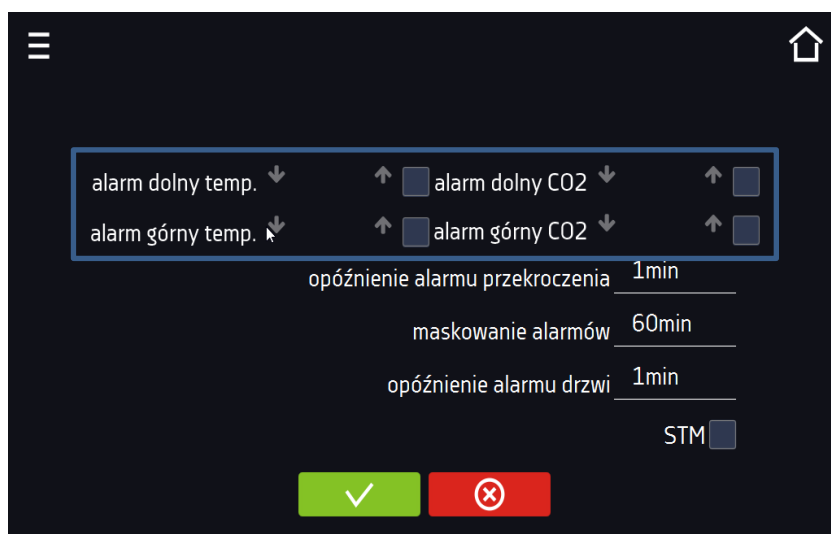 alarm dolny temp. alarm dolny CO2
alarm górny temp. alarm górny CO2
opóźnienie alarmu przekroczenia 1min
maskowanie alarmów 60min
opóźnienie alarmu drzwi 1min
STM